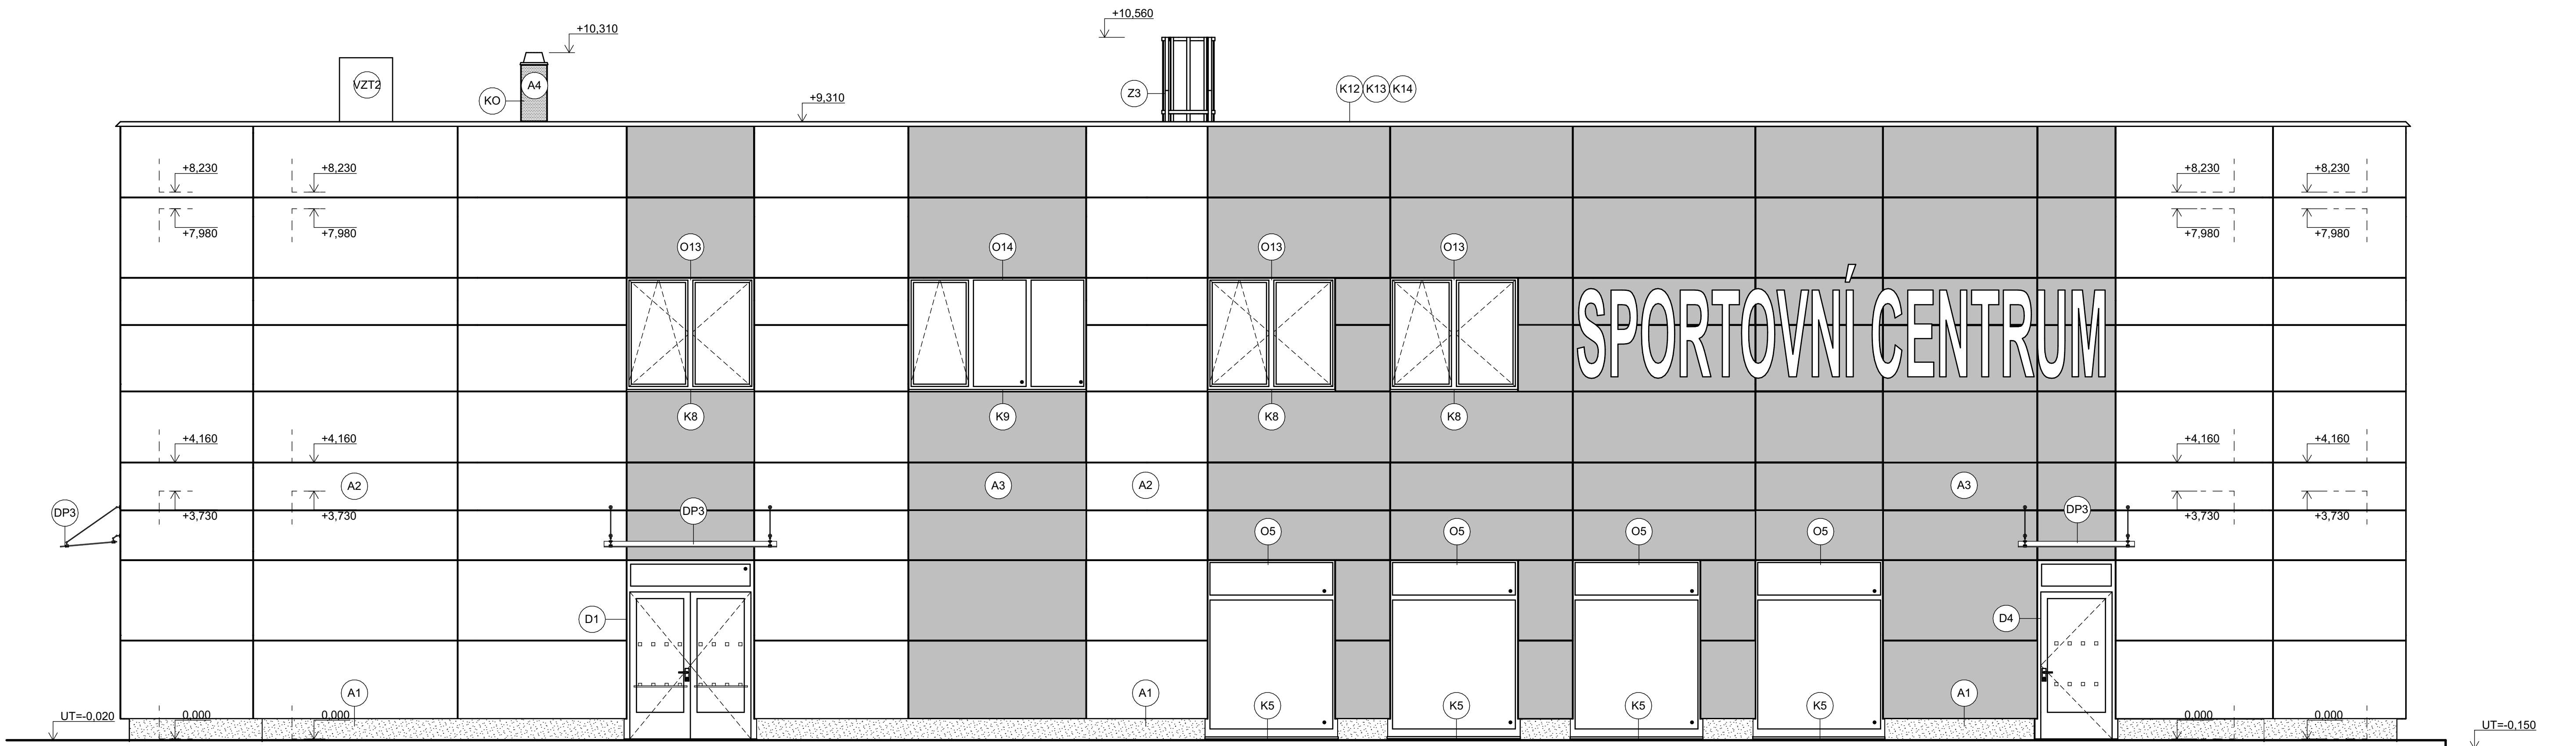 +10,560
+10,310
VZT2
A4
KO
Z3
K12 K13 K14
+9,310
+8,230 +8,230 +8,230 +8,230
+7,980 +7,980 +7,980 +7,980
O13 O14 O13 O13
SPORTOVNÍ CENTRUM
K8 K9 K8 K8
+4,160 +4,160 +4,160 +4,160
A2 A3 A2 A3
DP3 +3,730 +3,730 DP3 DP3 +3,730 +3,730
O5 O5 O5 O5
D1 D4
A1 A1 A1
K5 K5 K5 K5
UT=-0,020 0,000 0,000 0,000 0,000 UT=-0,150